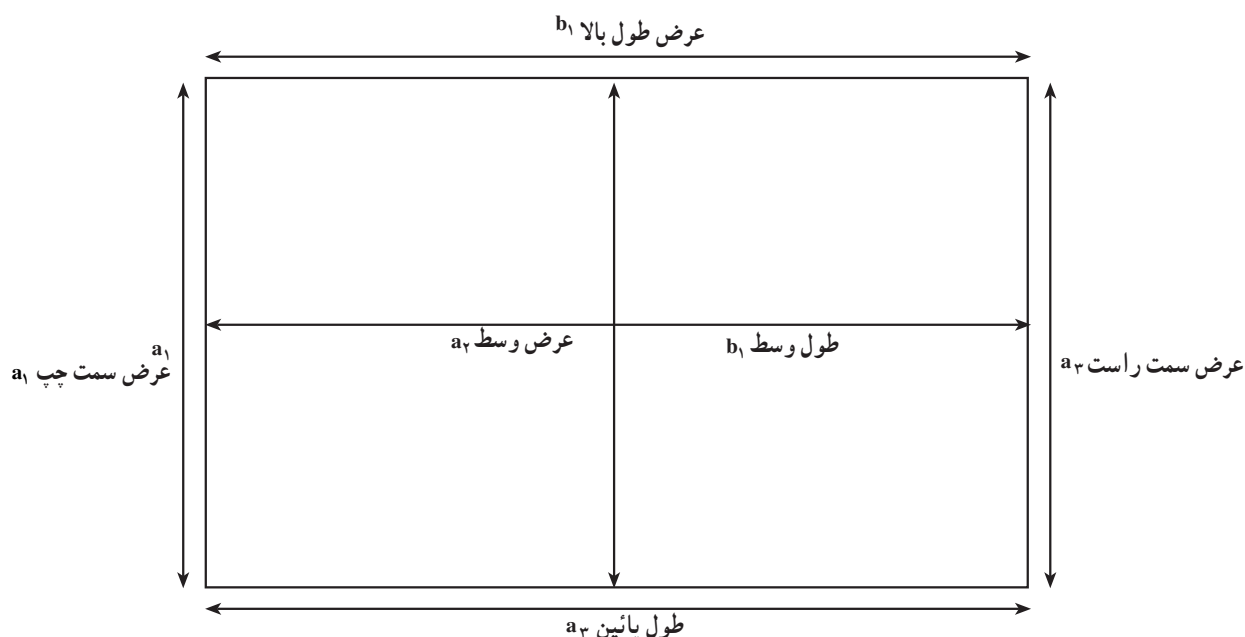 عرض طول بالا b۱
طول وسط b۱
عرض وسط a۲
عرض سمت راست a۳
a۱
عرض سمت چپ a۱
طول پائین a۳